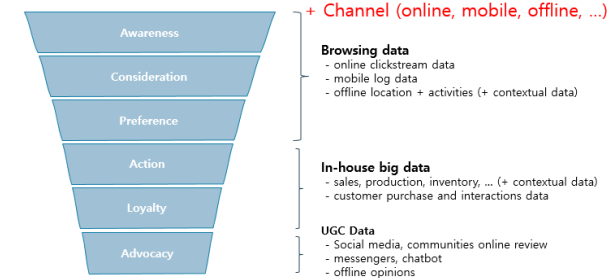 + Channel (online, mobile, offline, ...)
Awareness
Consideration
Preference
Browsing data
- online clickstream data
- mobile log data
- offline location + activities (+ contextual data)
Action
Loyalty
In-house big data
- sales, production, inventory, ... (+ contextual data)
- customer purchase and interactions data
Advocacy
UGC Data
- Social media, communities online review
- messengers, chatbot
- offline opinions